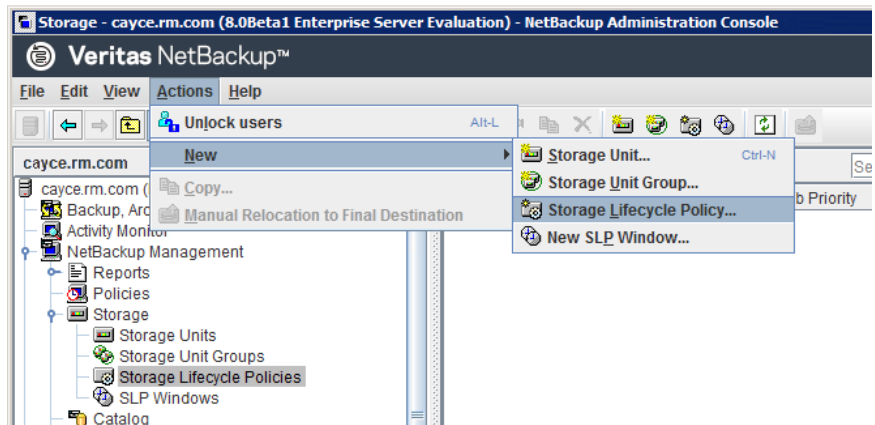 Storage - cayce.rm.com (8.0Beta1 Enterprise Server Evaluation) - NetBackup Administration Console
Veritas NetBackup™
File Edit View Actions Help
Unlock users Alt-L
New
Copy...
Manual Relocation to Final Destination
Storage Unit... Ctrl-N
Storage Unit Group...
Storage Lifecycle Policy...
New SLP Window...
Se
b Priority
cayce.rm.com
cayce.rm.com (
Backup, Arc
Activity Monitor
NetBackup Management
Reports
Policies
Storage
Storage Units
Storage Unit Groups
Storage Lifecycle Policies
SLP Windows
Catalog